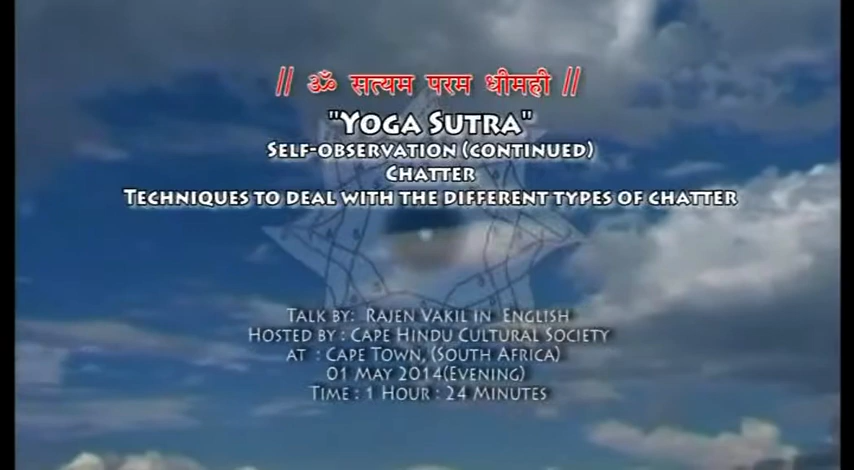 // ॐ सत्यम परम धीमही //
"YOGA SUTRA"
SELF-OBSERVATION (CONTINUED)
CHATTER
TECHNIQUES TO DEAL WITH THE DIFFERENT TYPES OF CHATTER
TALK BY: RAJEN VAKIL IN ENGLISH
HOSTED BY : CAPE HINDU CULTURAL SOCIETY
AT : CAPE TOWN, (SOUTH AFRICA)
01 MAY 2014(EVENING)
TIME : 1 HOUR : 24 MINUTES